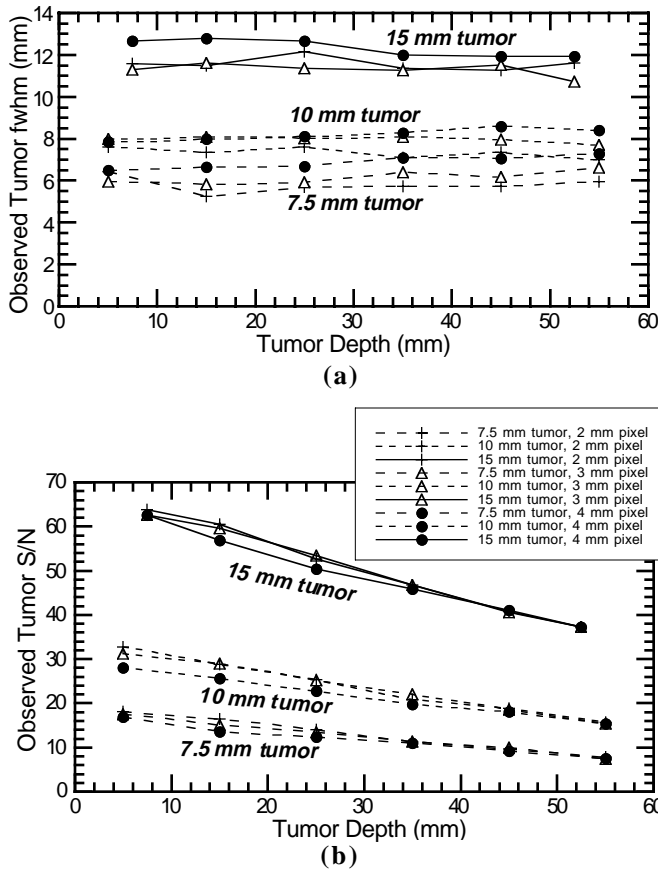 14
12
10
8
6
4
2
0
Observed Tumor fwhm (mm)
15 mm tumor
10 mm tumor
7.5 mm tumor
0 10 20 30 40 50 60
Tumor Depth (mm)
(a)
7.5 mm tumor, 2 mm pixel
10 mm tumor, 2 mm pixel
15 mm tumor, 2 mm pixel
7.5 mm tumor, 3 mm pixel
10 mm tumor, 3 mm pixel
15 mm tumor, 3 mm pixel
7.5 mm tumor, 4 mm pixel
10 mm tumor, 4 mm pixel
15 mm tumor, 4 mm pixel
70
60
50
40
30
20
10
0
Observed Tumor S/N
15 mm tumor
10 mm tumor
7.5 mm tumor
0 10 20 30 40 50 60
Tumor Depth (mm)
(b)